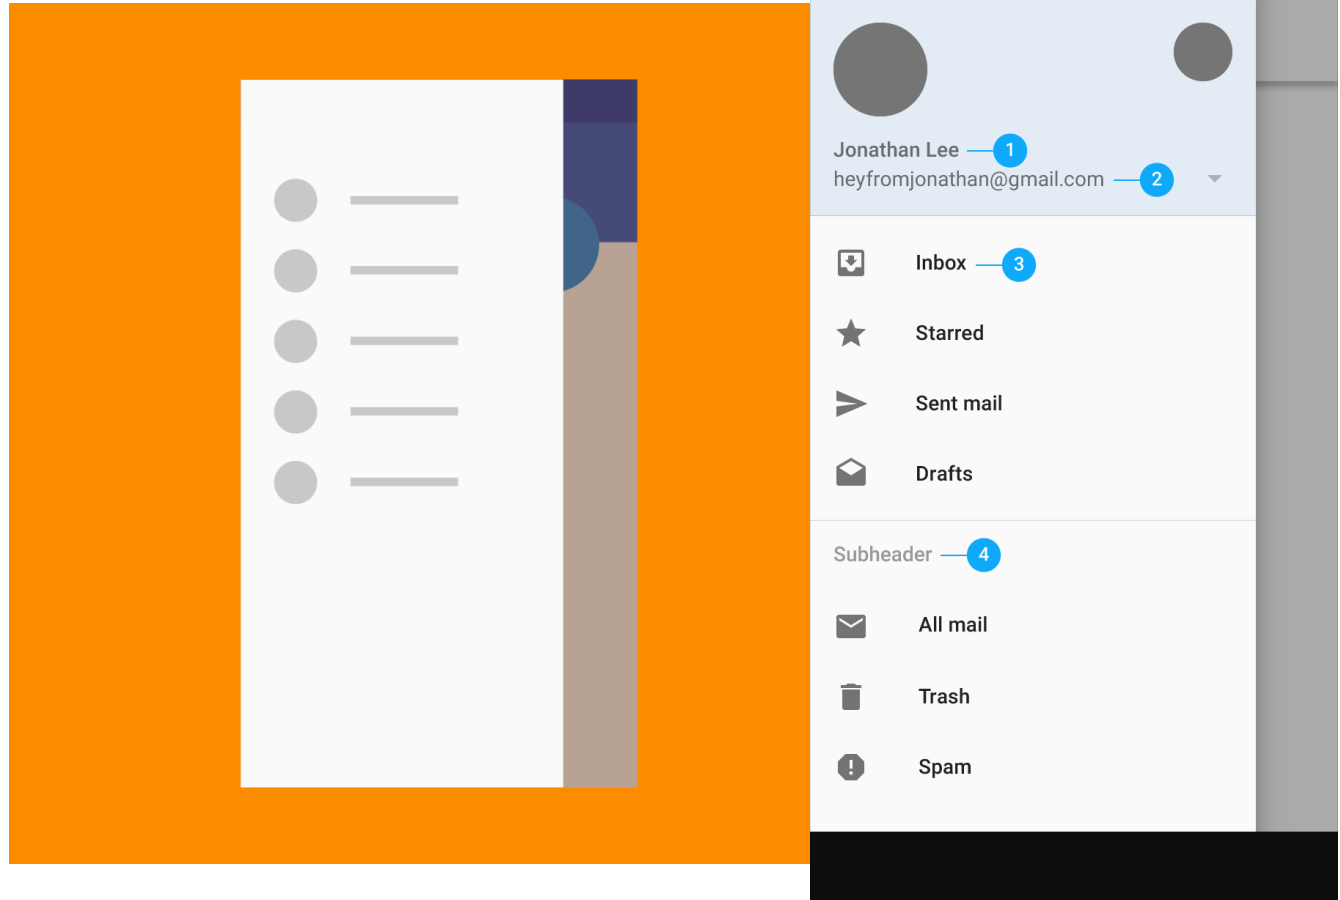 Jonathan Lee 1
heyfromjonathan@gmail.com 2
Inbox 3
Starred
Sent mail
Drafts
Subheader 4
All mail
Trash
Spam